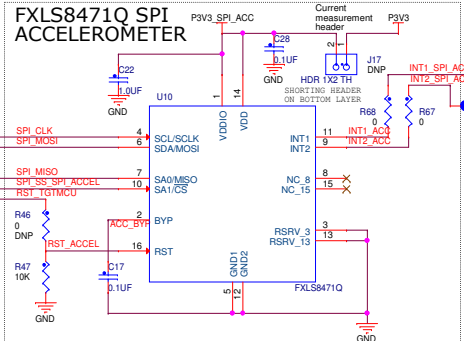 FXLS8471Q SPI
ACCELEROMETER
P3V3_SPI_ACC
Current
measurement
header
P3V3
C28
0.1UF
GND
2
1
J17
DNP
HDR 1X2 TH
SHORTING HEADER
ON BOTTOM LAYER
INT1_SPI_AC
INT2_SPI_AC
C22
1.0UF
GND
U10
1
14
VDDIO
VDD
R68
0
R67
0
SPI_CLK
4
SCL/SCLK
INT1
11
INT1_ACC
SPI_MOSI
6
SDA/MOSI
INT2
9
INT2_ACC
SPI_MISO
7
SA0/MISO
NC_8
8
SPI_SS_SPI_ACCEL
10
SA1/CS
NC_15
15
RST_TGTMCU
R46
0
DNP
ACC_BYP
2
BYP
RSRV_3
3
RSRV_13
13
RST_ACCEL
16
RST
R47
10K
C17
0.1UF
GND1
GND2
5
12
FXLS8471Q
GND
GND